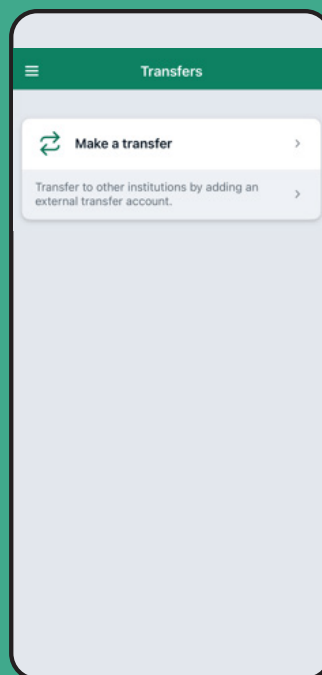 Transfers
Make a transfer
Transfer to other institutions by adding an
external transfer account.